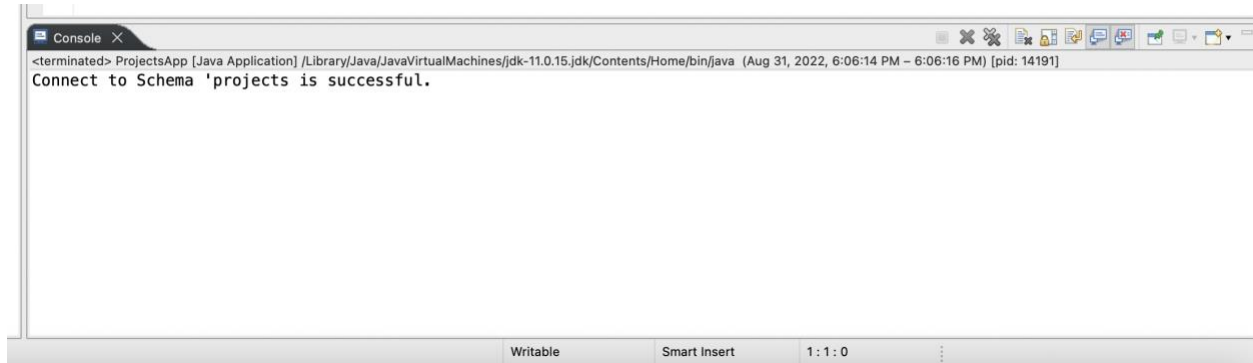 Console
<terminated> ProjectsApp [Java Application] /Library/Java/JavaVirtualMachines/jdk-11.0.15.jdk/Contents/Home/bin/java (Aug 31, 2022, 6:06:14 PM – 6:06:16 PM) [pid: 14191]
Connect to Schema 'projects is successful.
Writable Smart Insert 1 : 1 : 0